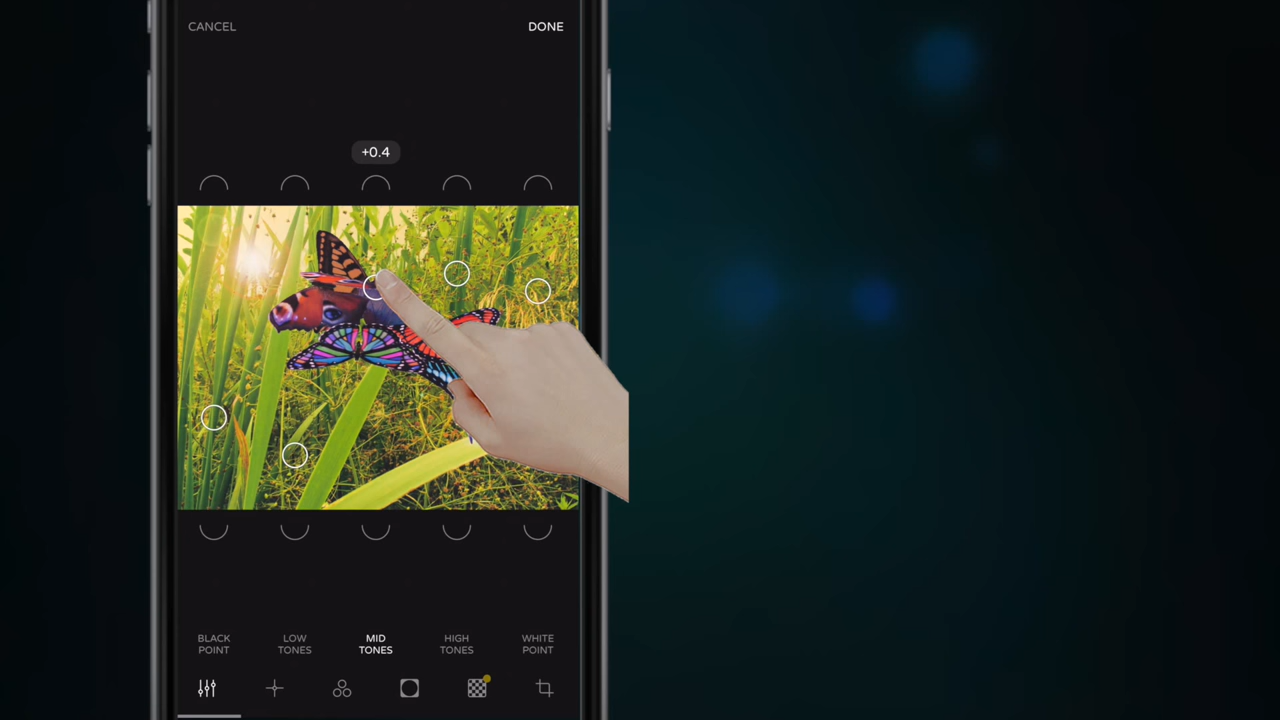 CANCEL
DONE
+0.4
BLACK POINT
LOW TONES
MID TONES
HIGH TONES
WHITE POINT